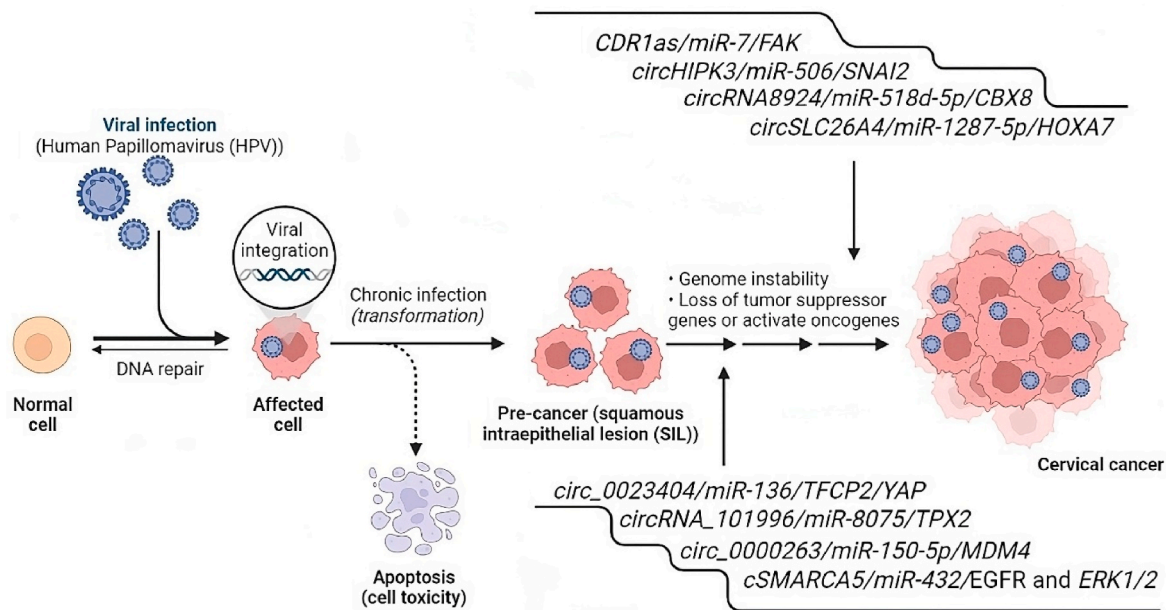 CDR1as/miR-7/FAK
circHIPK3/miR-506/SNAI2
circRNA8924/miR-518d-5p/CBX8
circSLC26A4/miR-1287-5p/HOXA7
Viral infection
(Human Papillomavirus (HPV))
Viral
integration
Chronic infection
(transformation)
• Genome instability
• Loss of tumor suppressor
genes or activate oncogenes
DNA repair
Normal
cell
Affected
cell
Pre-cancer (squamous
intraepithelial lesion (SIL))
Cervical cancer
Apoptosis
(cell toxicity)
circ_0023404/miR-136/TFCP2/YAP
circRNA_101996/miR-8075/TPX2
circ_0000263/miR-150-5p/MDM4
cSMARCA5/miR-432/EGFR and ERK1/2